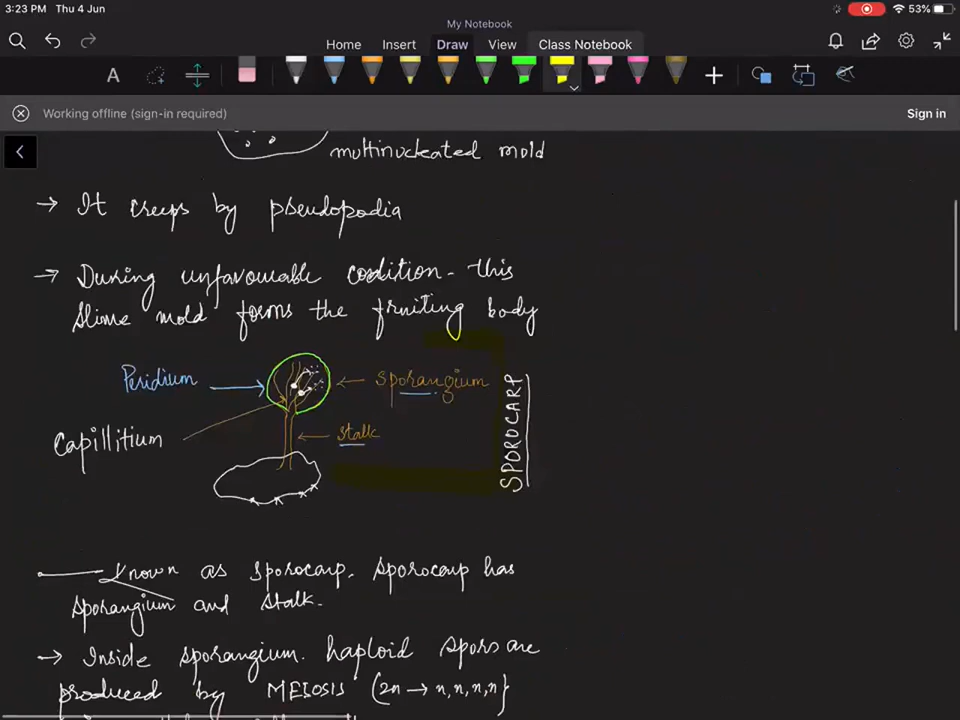 3:23 PM Thu 4 Jun
53%
My Notebook
Home Insert Draw View Class Notebook
A
Working offline (sign-in required)
Sign in
multinucleated mold
→ It creeps by pseudopodia
→ During unfavourable condition - this
slime mold forms the fruiting body
Peridium
Sporangium
Capillitium
stalk
SPOROCARP
Known as sporocarp. sporocarp has
sporangium and stalk.
→ Inside sporangium. haploid spors are
produced by MEIOSIS (2n → n,n,n,n}